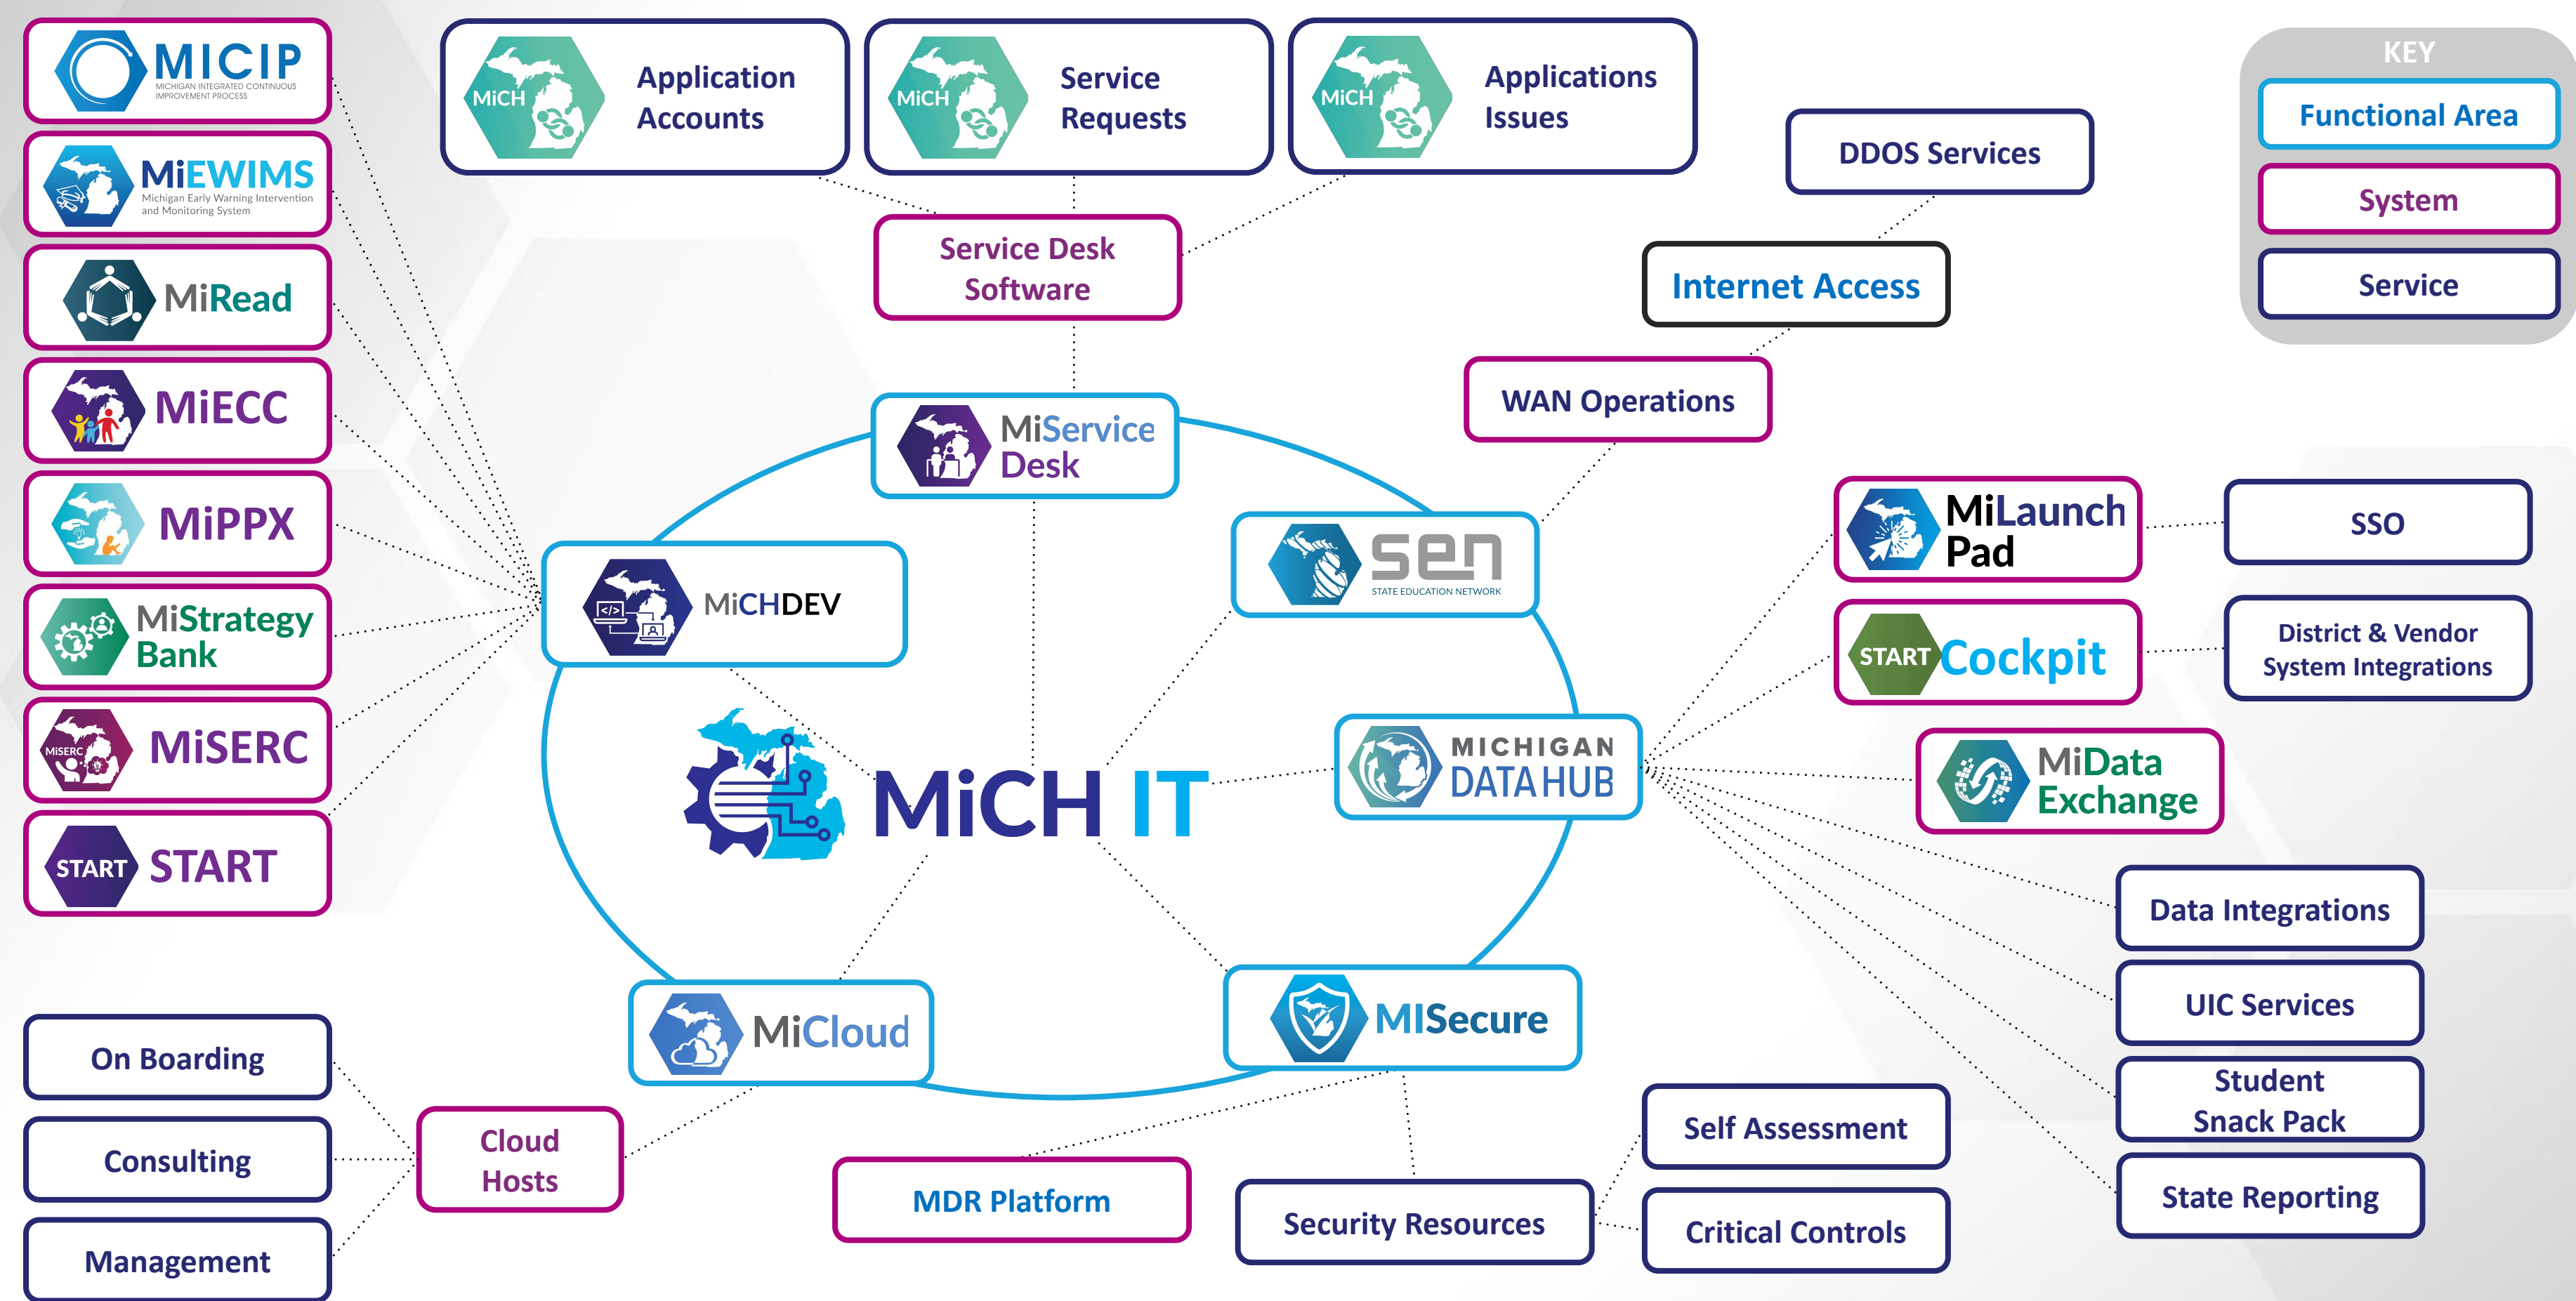 MICIP
MICHIGAN INTEGRATED CONTINUOUS
IMPROVEMENT PROCESS
MiEWIMS
Michigan Early Warning Intervention
and Monitoring System
MiRead
MiECC
MiPPX
MiStrategy
Bank
MiSERC
MiSERC
START
START
MiCH
Application
Accounts
MiCH
Service
Requests
MiCH
Applications
Issues
Service Desk
Software
DDOS Services
Internet Access
WAN Operations
KEY
Functional Area
System
Service
MiService
Desk
MiCHDEV
sen
STATE EDUCATION NETWORK
MICHIGAN
DATA HUB
MiCH IT
MiCloud
MISecure
MiLaunch
Pad
SSO
START
Cockpit
District & Vendor
System Integrations
MiData
Exchange
Data Integrations
UIC Services
Student
Snack Pack
State Reporting
On Boarding
Consulting
Management
Cloud
Hosts
MDR Platform
Security Resources
Self Assessment
Critical Controls